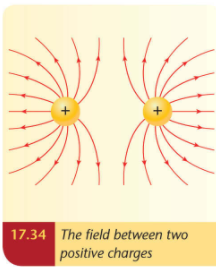 + +
17.34 The field between two
positive charges